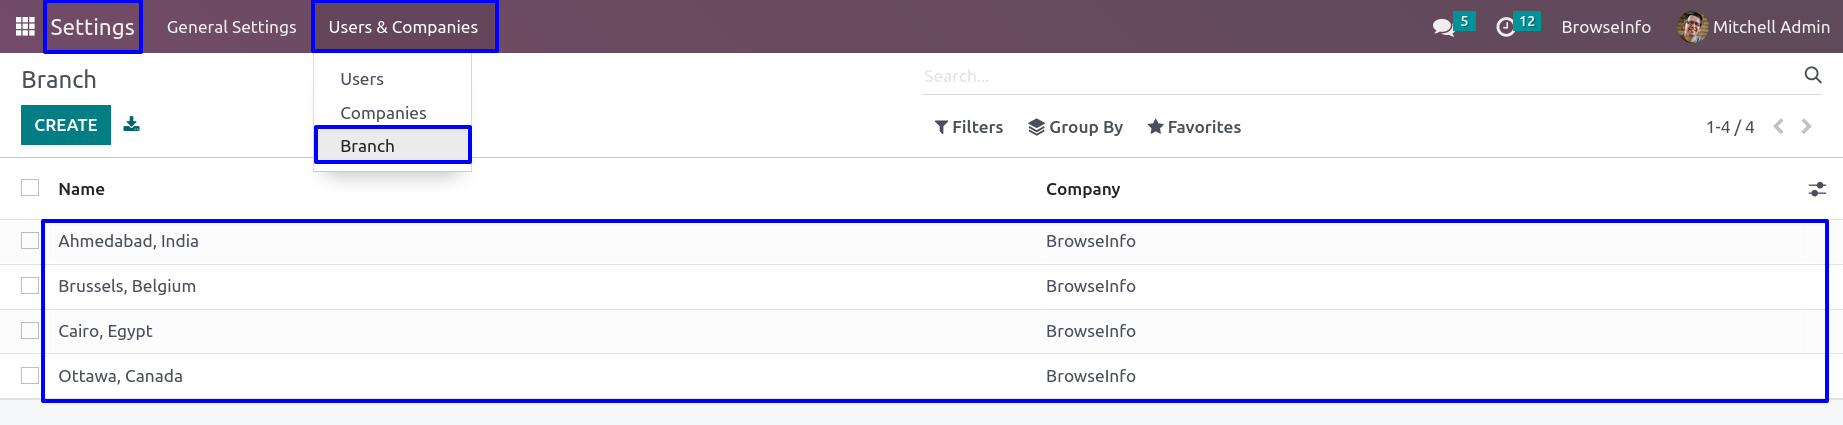 Settings General Settings Users & Companies 5 12 BrowseInfo Mitchell Admin
Branch Users Search...
Companies
CREATE Filters Group By Favorites 1-4 / 4
Branch
Name Company
Ahmedabad, India BrowseInfo
Brussels, Belgium BrowseInfo
Cairo, Egypt BrowseInfo
Ottawa, Canada BrowseInfo